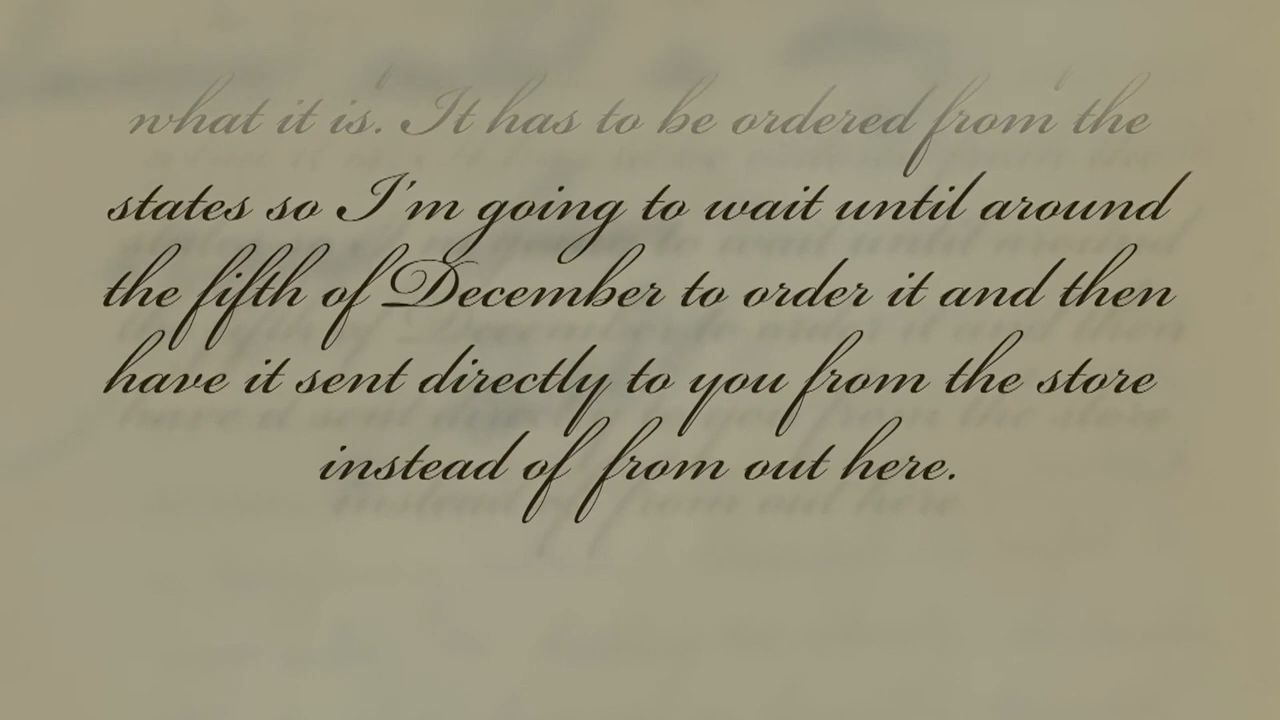 what it is. It has to be ordered from the
states so I'm going to wait until around
the fifth of December to order it and then
have it sent directly to you from the store
instead of from out here.